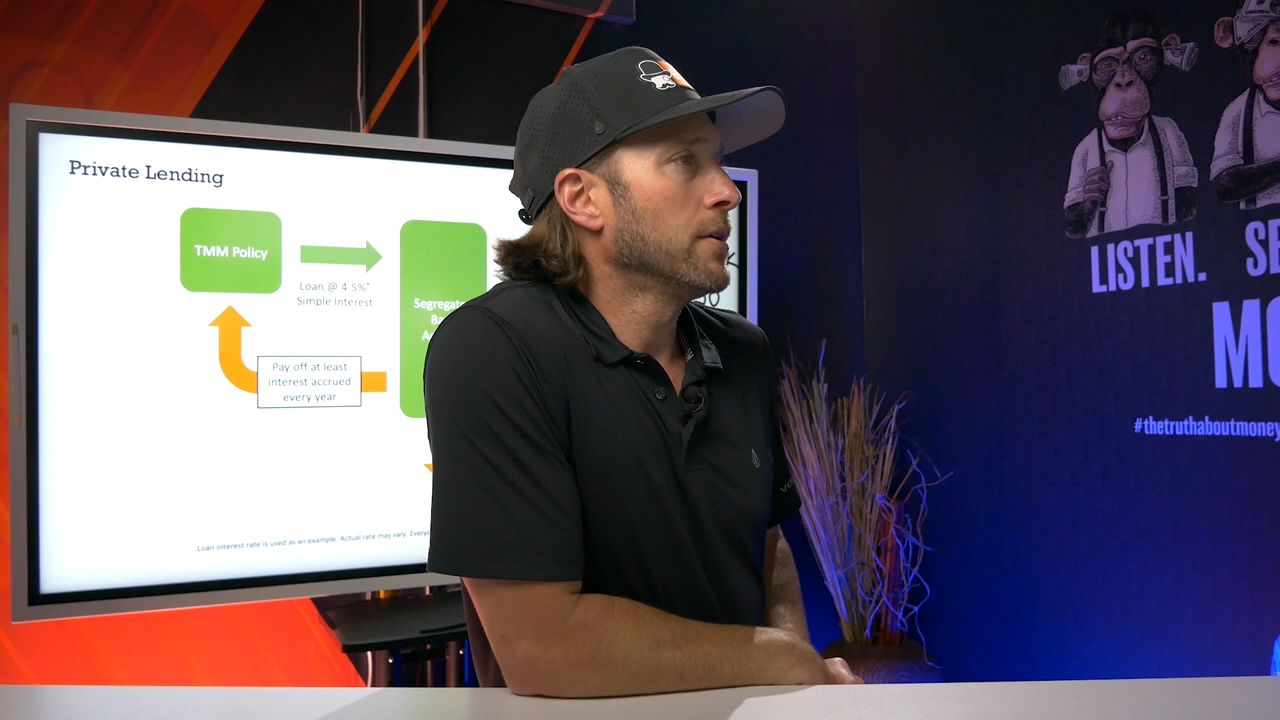 Private Lending
TMM Policy
Loan @ 4-5%*
Simple Interest
Pay off at least
interest accrued
every year
Loan interest rate is used as an example. Actual rate may vary.
LISTEN.
#thetruthaboutmoney